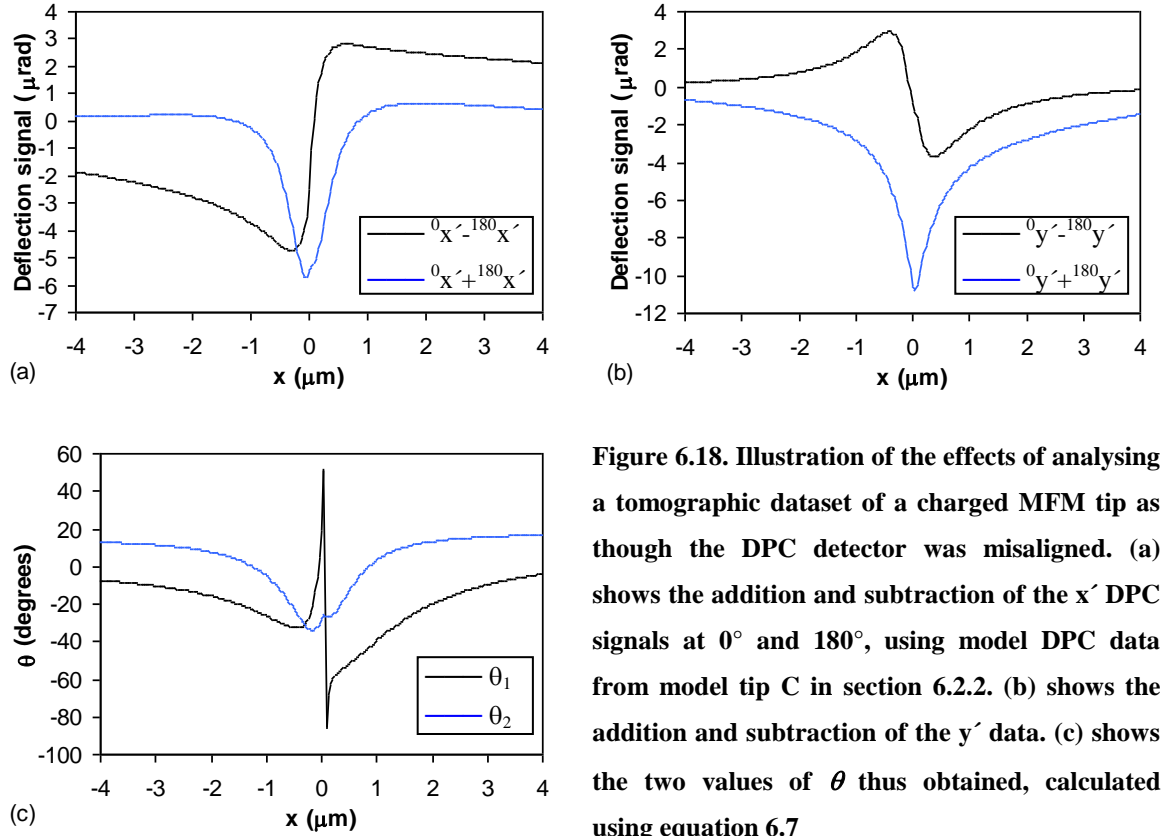 4
3
2
1
0
-1
-2
-3
-4
-5
-6
-7
Deflection signal (μrad)
⁰x´-¹⁸⁰x´
⁰x´+¹⁸⁰x´
-4 -3 -2 -1 0 1 2 3 4
x (μm)
(a)
4
2
0
-2
-4
-6
-8
-10
-12
Deflection signal (μrad)
⁰y´-¹⁸⁰y´
⁰y´+¹⁸⁰y´
-4 -3 -2 -1 0 1 2 3 4
x (μm)
(b)
60
40
20
0
-20
-40
-60
-80
-100
θ (degrees)
θ₁
θ₂
-4 -3 -2 -1 0 1 2 3 4
x (μm)
(c)
Figure 6.18. Illustration of the effects of analysing
a tomographic dataset of a charged MFM tip as
though the DPC detector was misaligned. (a)
shows the addition and subtraction of the x´ DPC
signals at 0° and 180°, using model DPC data
from model tip C in section 6.2.2. (b) shows the
addition and subtraction of the y´ data. (c) shows
the two values of θ thus obtained, calculated
using equation 6.7